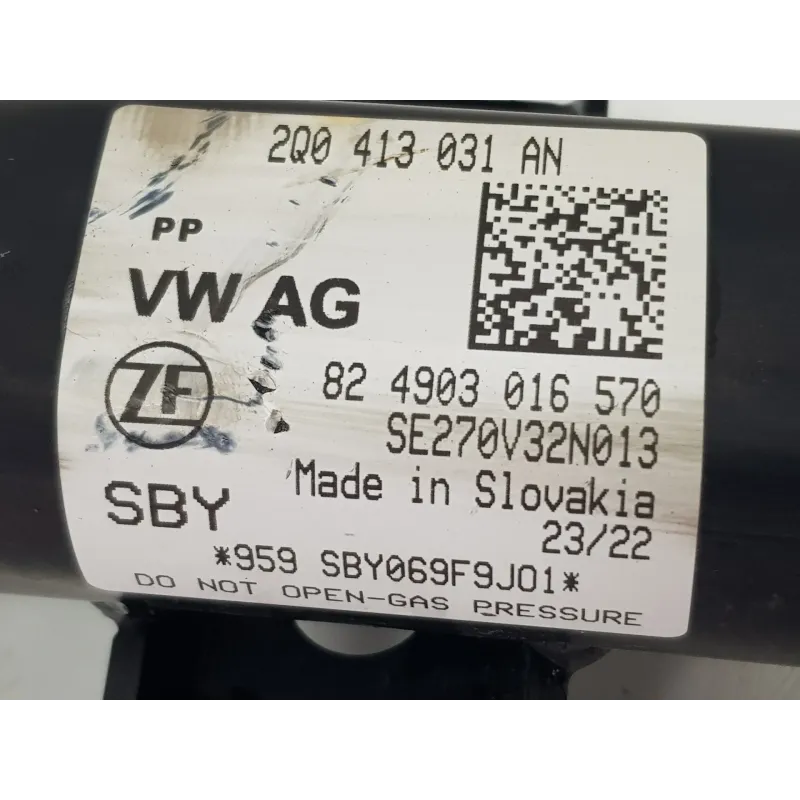 2Q0 413 031 AN
PP
VW AG
ZF
82 4903 016 570
SE270V32N013
Made in Slovakia
SBY
23/22
*959 SBY069F9J01*
DO NOT OPEN-GAS PRESSURE